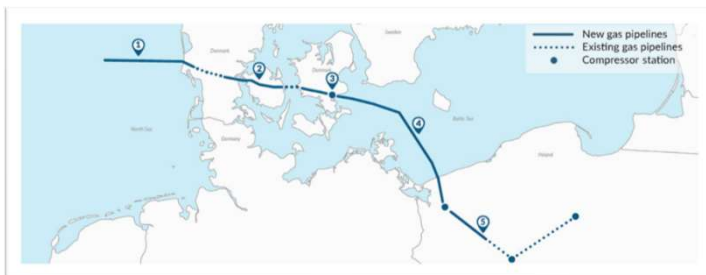 New gas pipelines
Existing gas pipelines
Compressor station
1
2
3
4
5
Denmark
Sweden
Denmark
North Sea
Germany
Baltic Sea
Poland